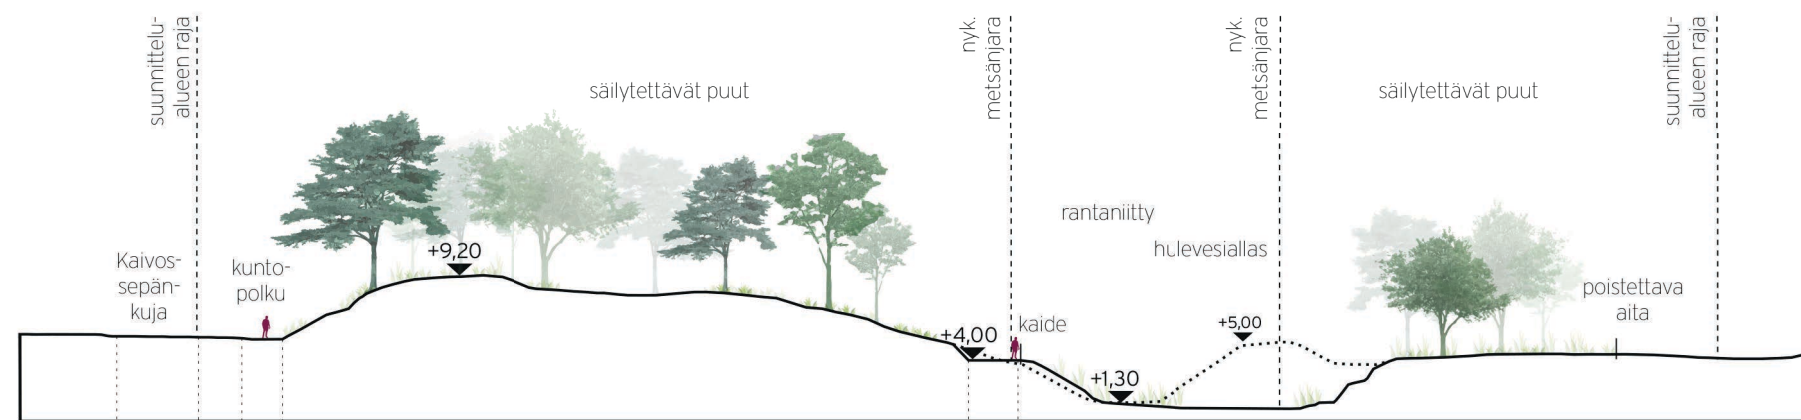 suunnittelu-
alueen raja
nyk.
metsänjara
nyk.
metsänjara
suunnittelu-
alueen raja
säilytettävät puut
säilytettävät puut
rantaniitty
hulevesiallas
Kaivos-
sepän-
kuja
kunto-
polku
+9,20
+4,00
kaide
+1,30
+5,00
poistettava
aita